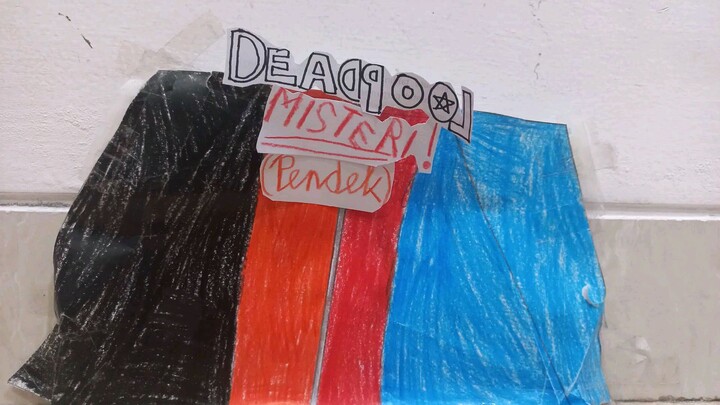 DEADPOOL
MISTERI!
(Pendek)